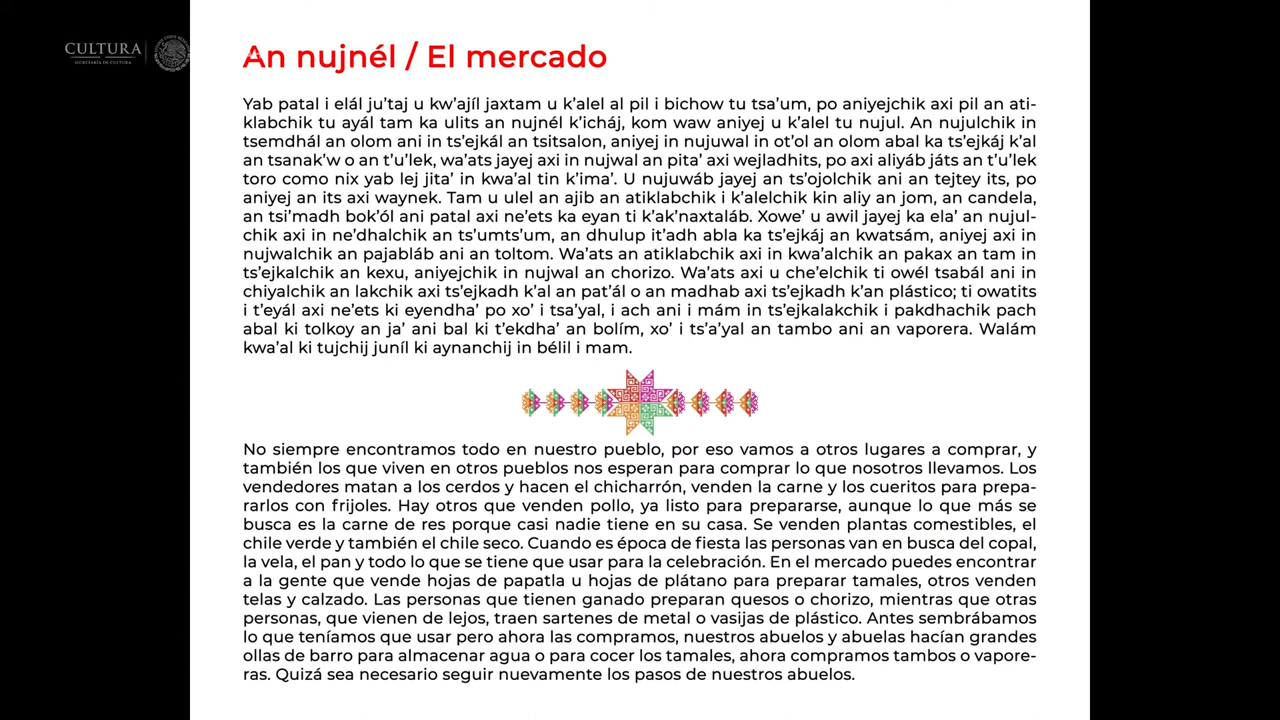 CULTURA
SECRETARÍA DE CULTURA
An nujnél / El mercado
Yab patal i elál ju’taj u kw’ajíl jaxtam u k’alel al pil i bichow tu tsa’um, po aniyejchik axi pil an ati-
klabchik tu ayál tam ka ulits an nujnél k’icháj, kom waw aniyej u k’alel tu nujul. An nujulchik in
tsemdhál an olom ani in ts’ejkál an tsitsalon, aniyej in nujuwal in ot’ol an olom abal ka ts’ejkáj k’al
an tsanak’w o an t’u’lek, wa’ats jayej axi in nujwal an pita’ axi wejladhits, po axi aliyáb játs an t’u’lek
toro como nix yab lej jita’ in kwa’al tin k’ima’. U nujuwáb jayej an ts’ojolchik ani an tejtey its, po
aniyej an its axi waynek. Tam u ulel an ajib an atiklabchik i k’alelchik kin aliy an jom, an candela,
an tsi’madh bok’ól ani patal axi ne’ets ka eyan ti k’ak’naxtaláb. Xowe’ u awil jayej ka ela’ an nujul-
chik axi in ne’dhalchik an ts’umts’um, an dhulup it’adh abla ka ts’ejkáj an kwatsám, aniyej axi in
nujwalchik an pajabláb ani an toltom. Wa’ats an atiklabchik axi in kwa’alchik an pakax an tam in
ts’ejkalchik an kexu, aniyejchik in nujwal an chorizo. Wa’ats axi u che’elchik ti owél tsabál ani in
chiyalchik an lakchik axi ts’ejkadh k’al an pat’ál o an madhab axi ts’ejkadh k’an plástico; ti owatits
i t’eyál axi ne’ets ki eyendha’ po xo’ i tsa’yal, i ach ani i mám in ts’ejkalakchik i pakdhachik pach
abal ki tolkoy an ja’ ani bal ki t’ekdha’ an bolím, xo’ i ts’a’yal an tambo ani an vaporera. Walám
kwa’al ki tujchij juníl ki aynanchij in bélil i mam.
No siempre encontramos todo en nuestro pueblo, por eso vamos a otros lugares a comprar, y
también los que viven en otros pueblos nos esperan para comprar lo que nosotros llevamos. Los
vendedores matan a los cerdos y hacen el chicharrón, venden la carne y los cueritos para prepa-
rarlos con frijoles. Hay otros que venden pollo, ya listo para prepararse, aunque lo que más se
busca es la carne de res porque casi nadie tiene en su casa. Se venden plantas comestibles, el
chile verde y también el chile seco. Cuando es época de fiesta las personas van en busca del copal,
la vela, el pan y todo lo que se tiene que usar para la celebración. En el mercado puedes encontrar
a la gente que vende hojas de papatla u hojas de plátano para preparar tamales, otros venden
telas y calzado. Las personas que tienen ganado preparan quesos o chorizo, mientras que otras
personas, que vienen de lejos, traen sartenes de metal o vasijas de plástico. Antes sembrábamos
lo que teníamos que usar pero ahora las compramos, nuestros abuelos y abuelas hacían grandes
ollas de barro para almacenar agua o para cocer los tamales, ahora compramos tambos o vapore-
ras. Quizá sea necesario seguir nuevamente los pasos de nuestros abuelos.